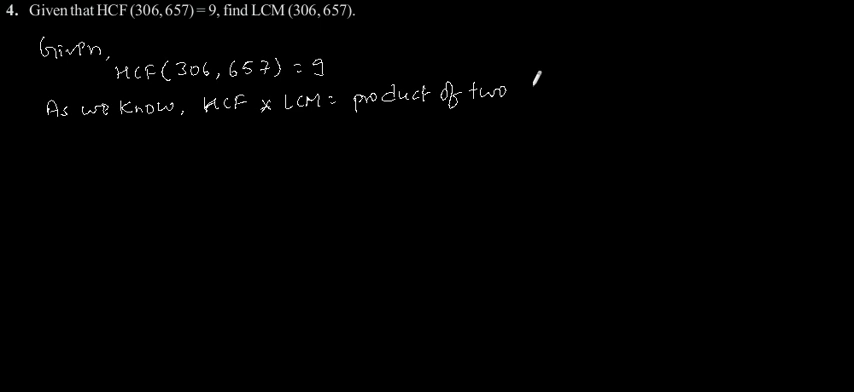 4. Given that HCF (306, 657) = 9, find LCM (306, 657).
Given,
HCF (306, 657) = 9
As we know, HCF × LCM = product of two